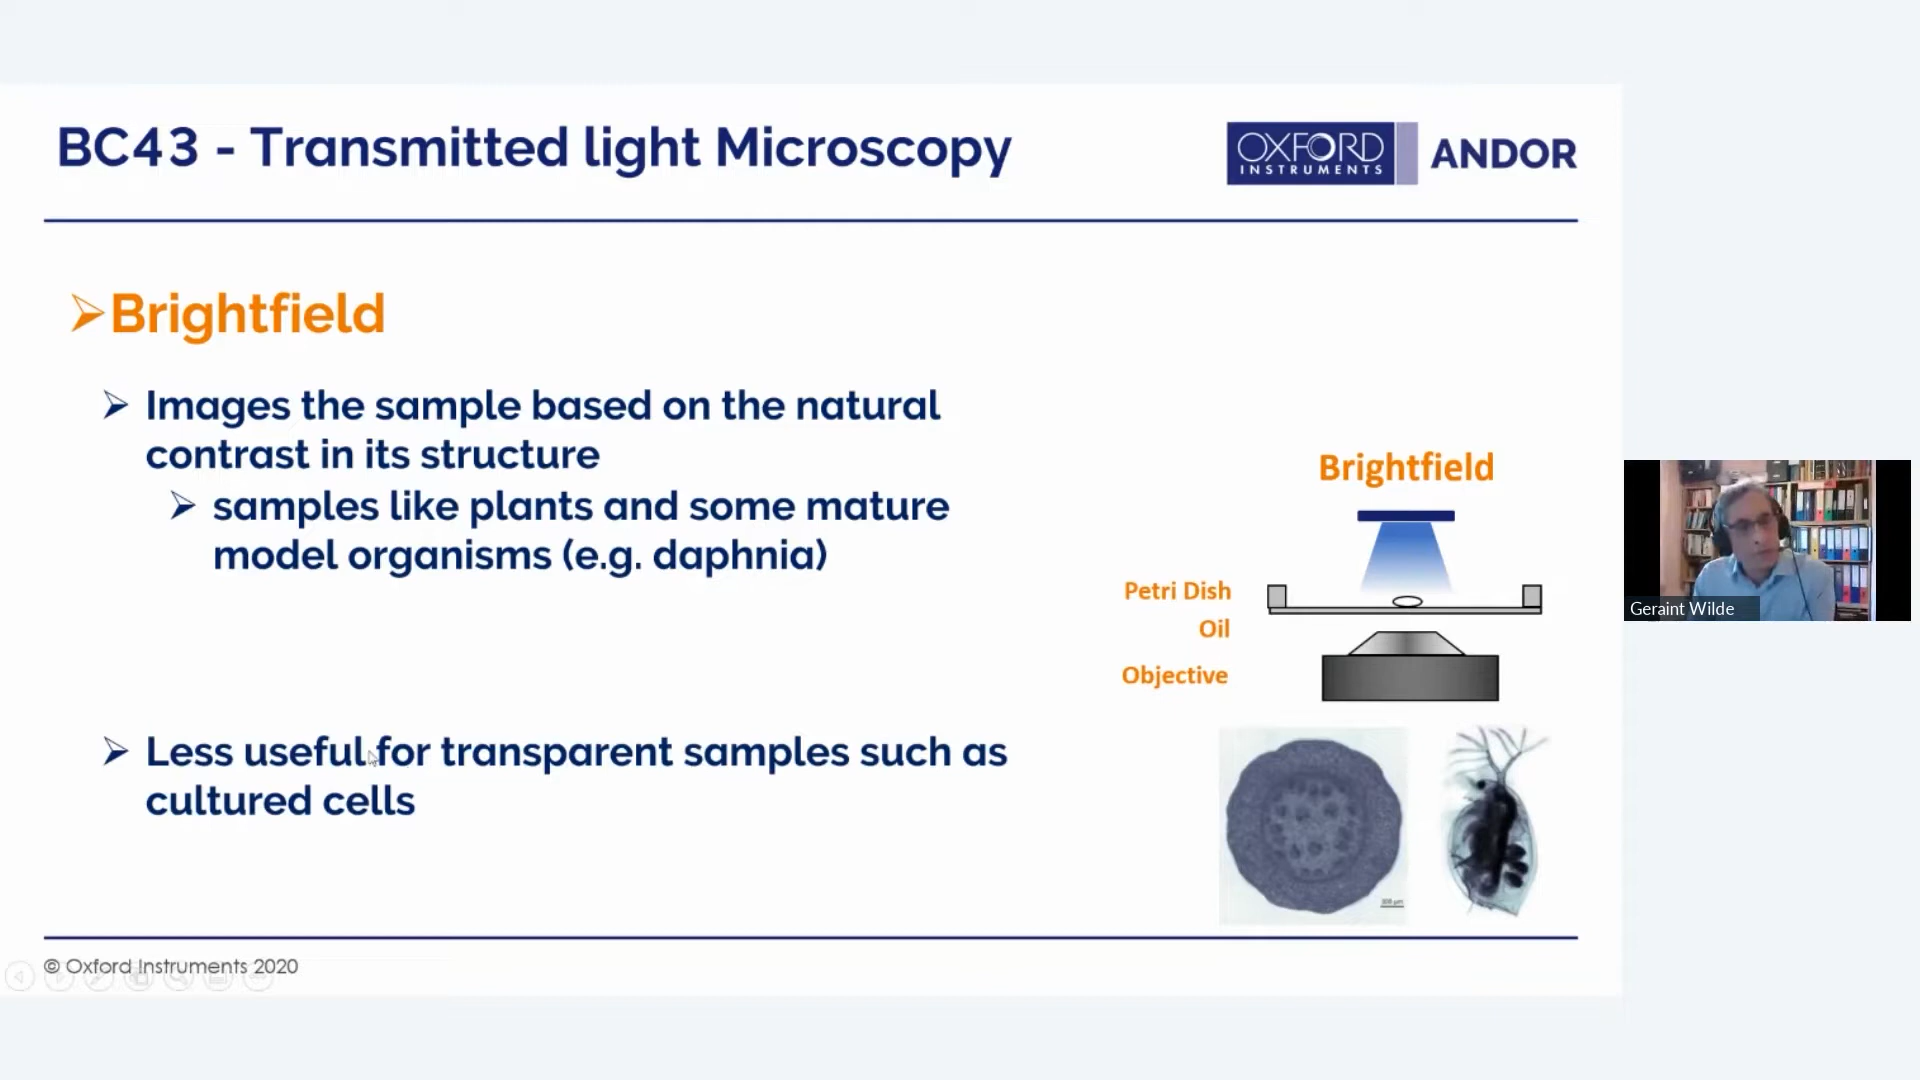 BC43 - Transmitted light Microscopy
OXFORD
INSTRUMENTS
ANDOR
➢Brightfield
➢ Images the sample based on the natural
contrast in its structure
➢ samples like plants and some mature
model organisms (e.g. daphnia)
➢ Less useful for transparent samples such as
cultured cells
Brightfield
Petri Dish
Oil
Objective
© Oxford Instruments 2020
Geraint Wilde